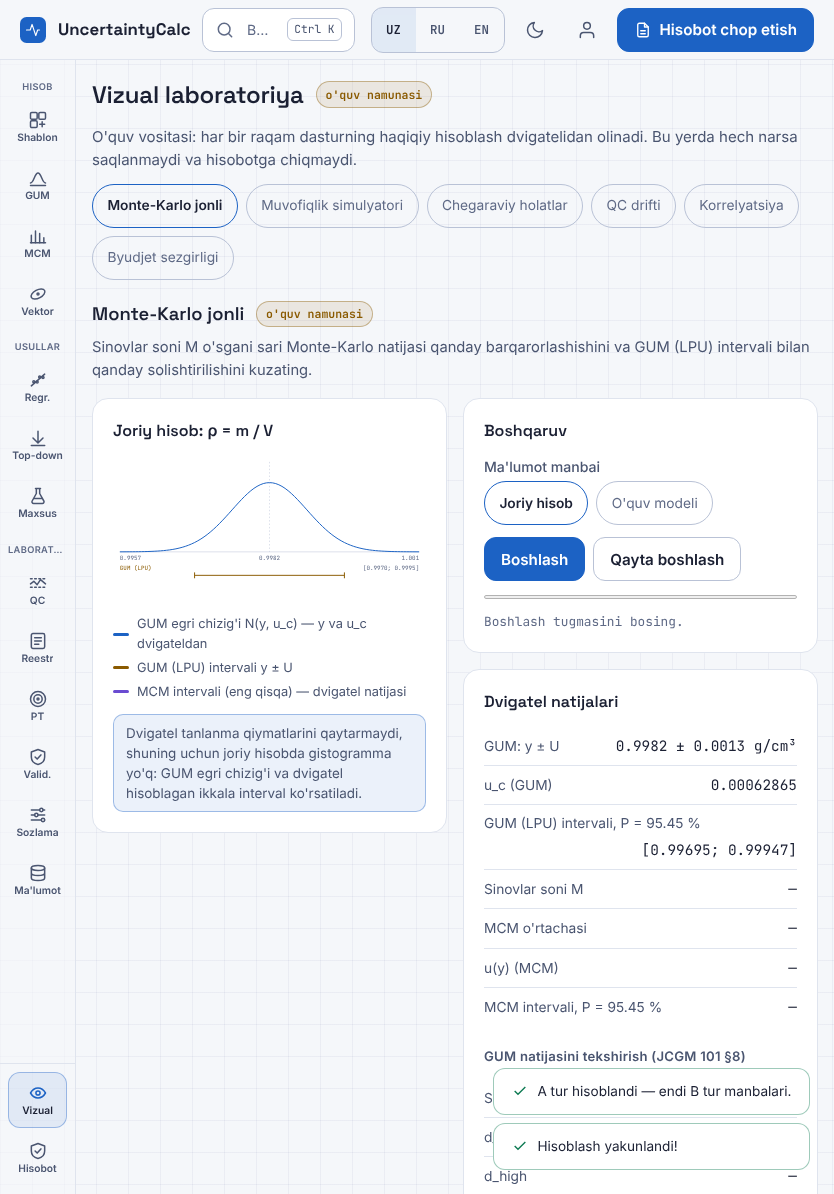 UncertaintyCalc
B...
Ctrl K
UZ
RU
EN
Hisobot chop etish
HISOB
Shablon
GUM
MCM
Vektor
USULLAR
Regr.
Top-down
Maxsus
LABORAT...
QC
Reestr
PT
Valid.
Sozlama
Ma'lumot
Vizual
Hisobot
Vizual laboratoriya
o'quv namunasi
O'quv vositasi: har bir raqam dasturning haqiqiy hisoblash dvigatelidan olinadi. Bu yerda hech narsa
saqlanmaydi va hisobotga chiqmaydi.
Monte-Karlo jonli
Muvofiqlik simulyatori
Chegaraviy holatlar
QC drifti
Korrelyatsiya
Byudjet sezgirligi
Monte-Karlo jonli
o'quv namunasi
Sinovlar soni M o'sgani sari Monte-Karlo natijasi qanday barqarorlashishini va GUM (LPU) intervali bilan
qanday solishtirilishini kuzating.
Joriy hisob: ρ = m / V
0.9957
0.9982
1.001
GUM (LPU)
[0.9970; 0.9995]
GUM egri chizig'i N(y, u_c) — y va u_c
dvigateldan
GUM (LPU) intervali y ± U
MCM intervali (eng qisqa) — dvigatel natijasi
Dvigatel tanlanma qiymatlarini qaytarmaydi,
shuning uchun joriy hisobda gistogramma
yo'q: GUM egri chizig'i va dvigatel
hisoblagan ikkala interval ko'rsatiladi.
Boshqaruv
Ma'lumot manbai
Joriy hisob
O'quv modeli
Boshlash
Qayta boshlash
Boshlash tugmasini bosing.
Dvigatel natijalari
GUM: y ± U
0.9982 ± 0.0013 g/cm³
u_c (GUM)
0.00062865
GUM (LPU) intervali, P = 95.45 %
[0.99695; 0.99947]
Sinovlar soni M
—
MCM o'rtachasi
—
u(y) (MCM)
—
MCM intervali, P = 95.45 %
—
GUM natijasini tekshirish (JCGM 101 §8)
A tur hisoblandi — endi B tur manbalari.
Hisoblash yakunlandi!
d_high
—